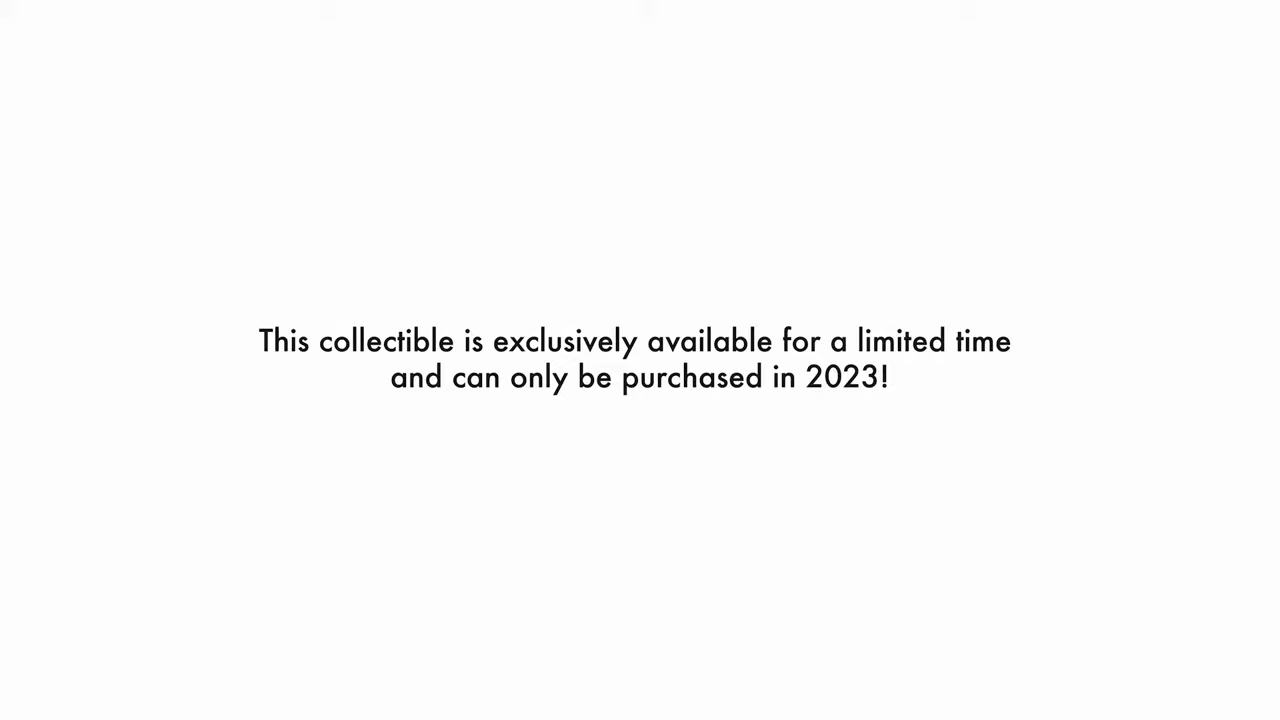 This collectible is exclusively available for a limited time
and can only be purchased in 2023!